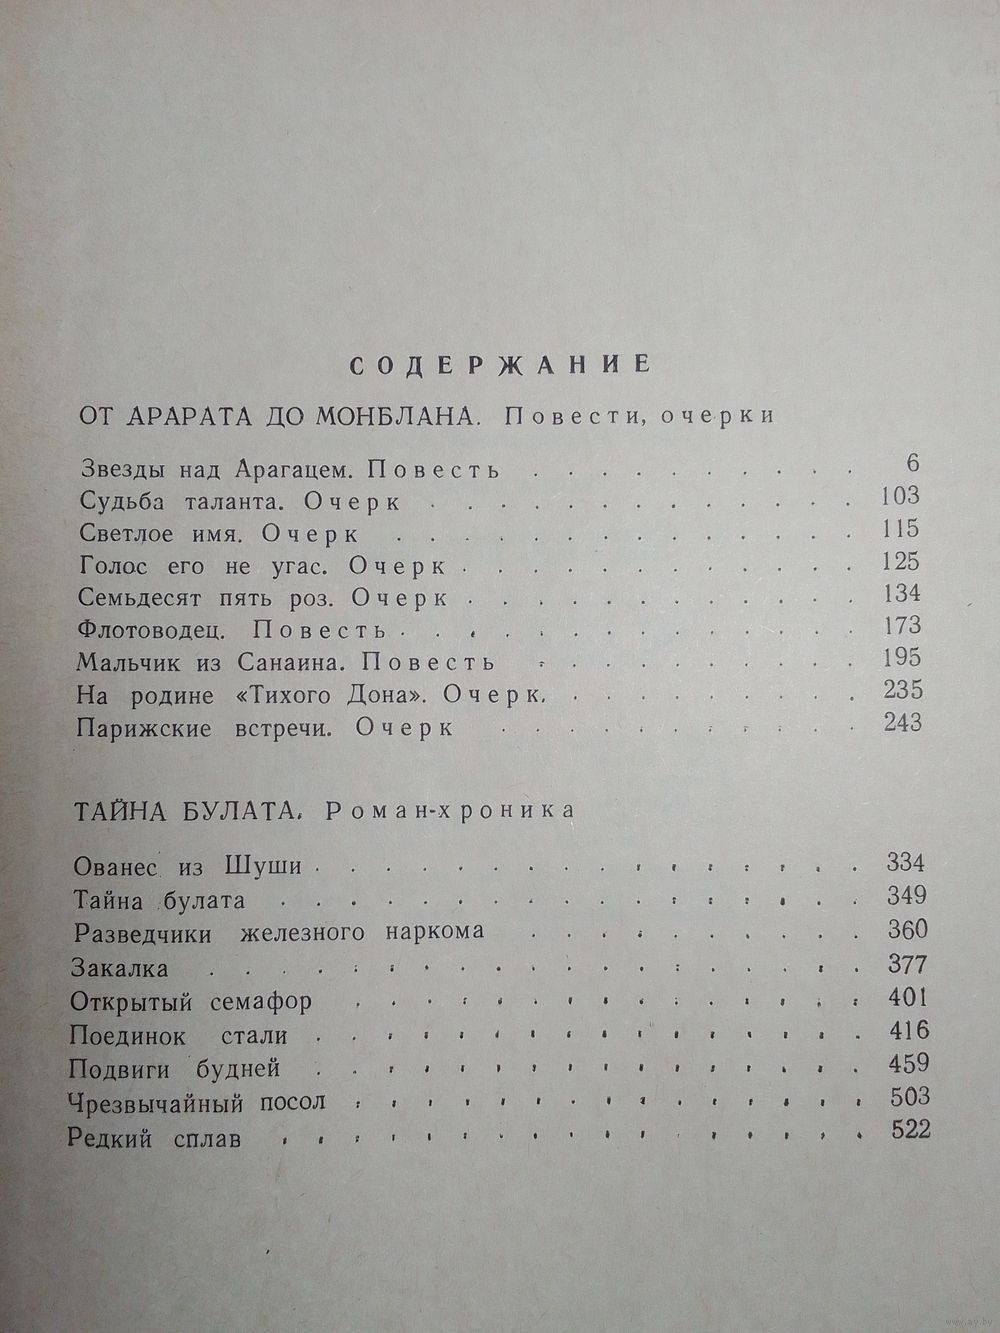 СОДЕРЖАНИЕ
ОТ АРАРАТА ДО МОНБЛАНА. Повести, очерки
Звезды над Арагацем. Повесть . . . . . . . . . . 6
Судьба таланта. Очерк . . . . . . . . . . . . 103
Светлое имя. Очерк . . . . . . . . . . . . . 115
Голос его не угас. Очерк . . . . . . . . . . . . 125
Семьдесят пять роз. Очерк . . . . . . . . . . . . 134
Флотоводец. Повесть . . . . . . . . . . . . . 173
Мальчик из Санаина. Повесть . . . . . . . . . . 195
На родине «Тихого Дона». Очерк. . . . . . . . . . 235
Парижские встречи. Очерк . . . . . . . . . . . 243
ТАЙНА БУЛАТА. Роман-хроника
Ованес из Шуши . . . . . . . . . . . . . . . . 334
Тайна булата . . . . . . . . . . . . . . . . . 349
Разведчики железного наркома . . . . . . . . . . 360
Закалка . . . . . . . . . . . . . . . . . . . 377
Открытый семафор . . . . . . . . . . . . . . . 401
Поединок стали . . . . . . . . . . . . . . . . 416
Подвиги будней . . . . . . . . . . . . . . . . 459
Чрезвычайный посол . . . . . . . . . . . . . . . 503
Редкий сплав . . . . . . . . . . . . . . . . . 522
www.ay.by